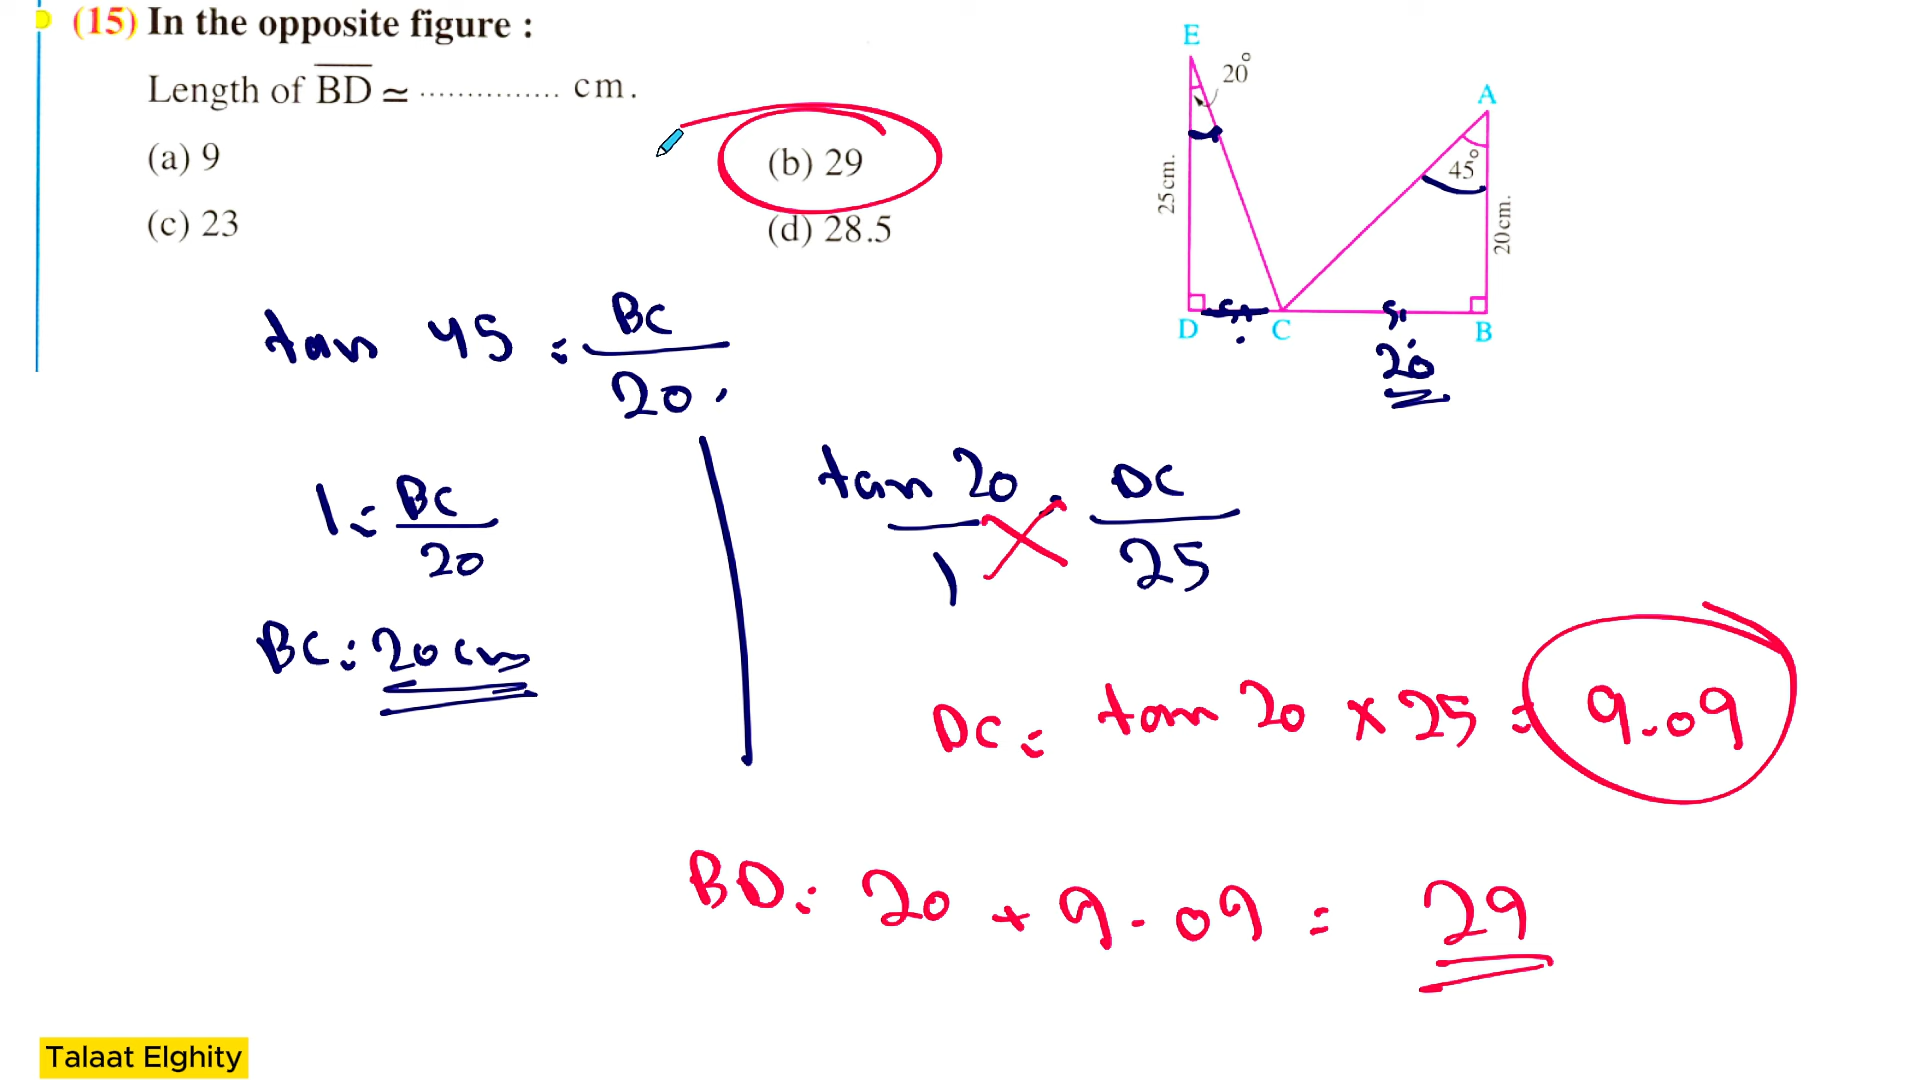 (15) In the opposite figure :
Length of BD ≃ ............... cm.
(a) 9
(b) 29
(c) 23
(d) 28.5
E
20°
A
45°
25cm.
20cm.
D
C
B
20
tan 45 = BC/20
1 = BC/20
BC = 20 cm
tan 20/1 = DC/25
DC = tan 20 × 25 = 9.09
BD = 20 + 9.09 = 29
Talaat Elghity